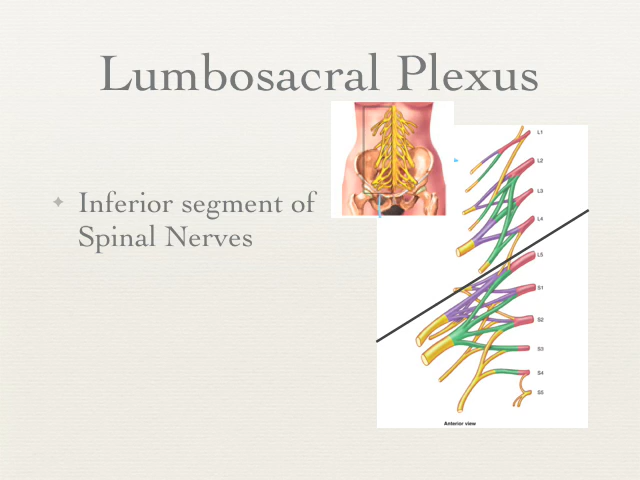 Lumbosacral Plexus
Inferior segment of
Spinal Nerves
L1
L2
L3
L4
L5
S1
S2
S3
S4
S5
Anterior view